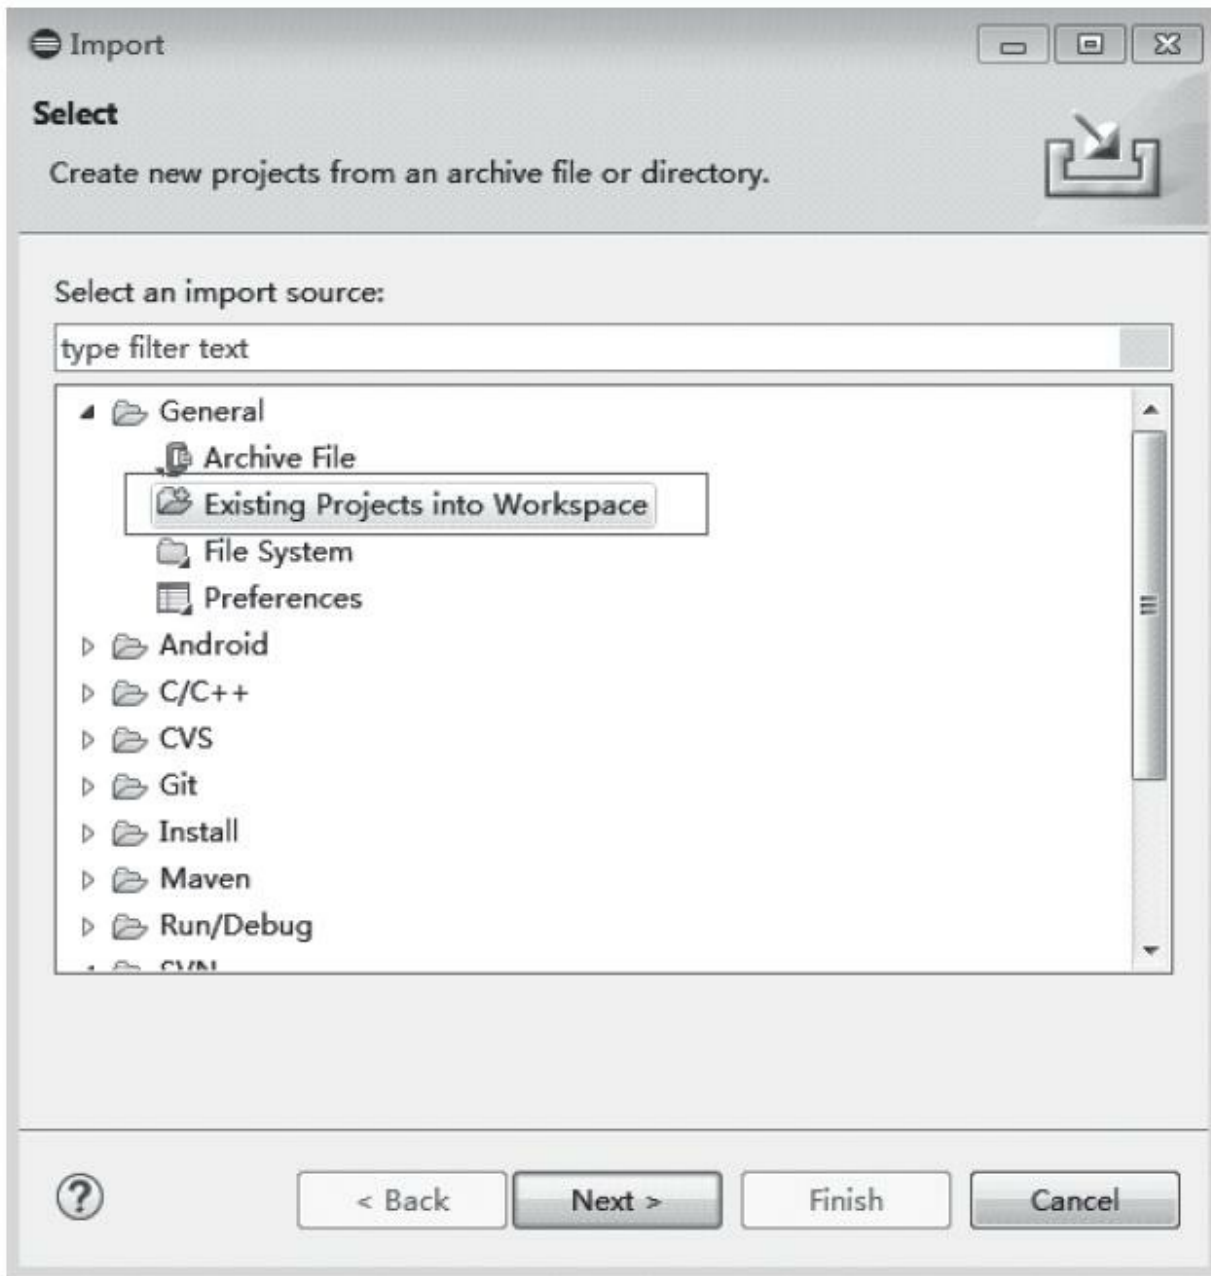 Import
Select
Create new projects from an archive file or directory.
Select an import source:
type filter text
General
Archive File
Existing Projects into Workspace
File System
Preferences
Android
C/C++
CVS
Git
Install
Maven
Run/Debug
SVN
?
< Back
Next >
Finish
Cancel